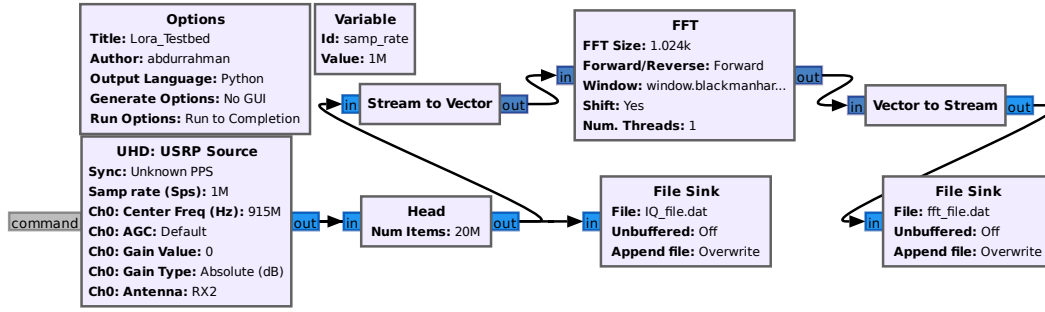 Options
Title: Lora_Testbed
Author: abdurrahman
Output Language: Python
Generate Options: No GUI
Run Options: Run to Completion
Variable
Id: samp_rate
Value: 1M
in
Stream to Vector
out
in
FFT
FFT Size: 1.024k
Forward/Reverse: Forward
Window: window.blackmanhar...
Shift: Yes
Num. Threads: 1
out
in
Vector to Stream
out
command
UHD: USRP Source
Sync: Unknown PPS
Samp rate (Sps): 1M
Ch0: Center Freq (Hz): 915M
Ch0: AGC: Default
Ch0: Gain Value: 0
Ch0: Gain Type: Absolute (dB)
Ch0: Antenna: RX2
out
in
Head
Num Items: 20M
out
in
File Sink
File: IQ_file.dat
Unbuffered: Off
Append file: Overwrite
in
File Sink
File: fft_file.dat
Unbuffered: Off
Append file: Overwrite